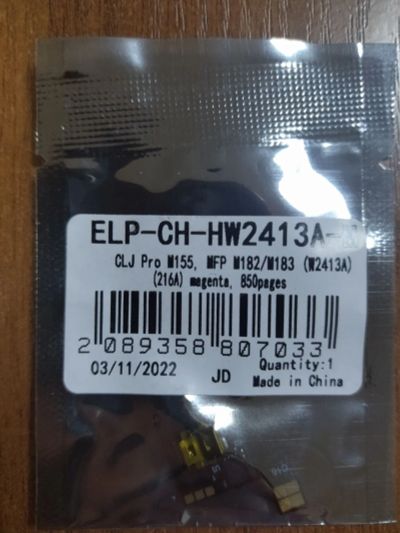 ELP-CH-HW2413A-M
CLJ Pro M155, MFP M182/M183 (W2413A)
(216A) magenta, 850pages
2 089358 807033
Quantity:1
03/11/2022 JD Made in China